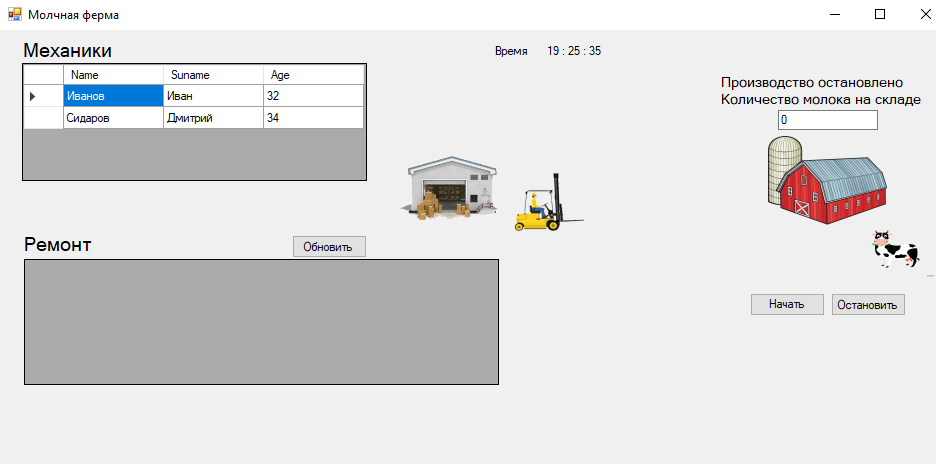 Молчная ферма
Механики
Время 19 : 25 : 35
Name Suname Age
Иванов Иван 32
Сидаров Дмитрий 34
Производство остановлено
Количество молока на складе
0
Ремонт
Обновить
Начать Остановить